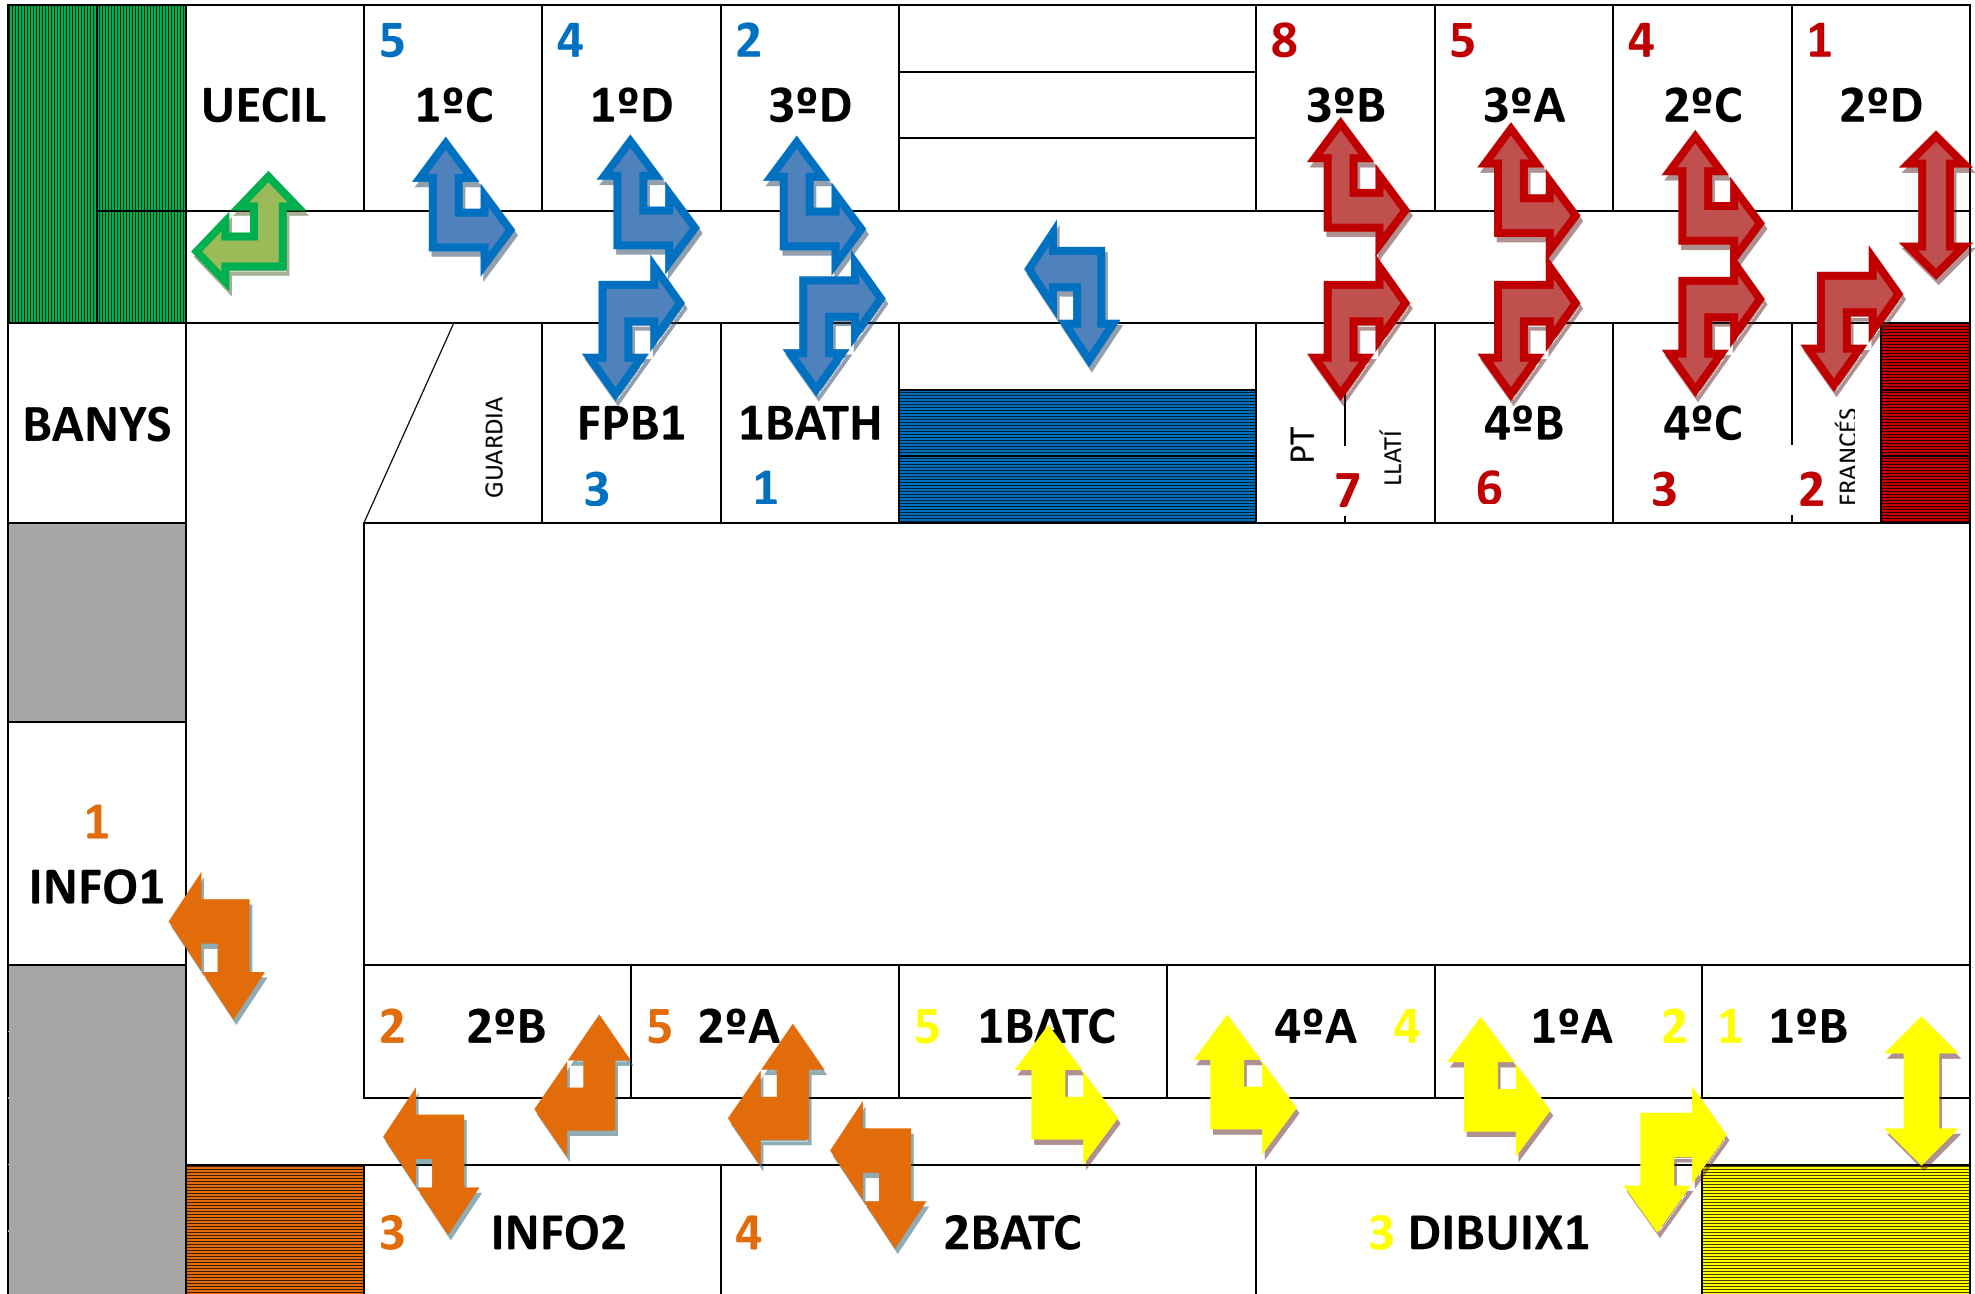 5 4 2 8 5 4 1
UECIL 1ºC 1ºD 3ºD 3ºB 3ºA 2ºC 2ºD
BANYS GUARDIA FPB1 1BATH PT LLATÍ 4ºB 4ºC FRANCÉS
3 1 7 6 3 2
1
INFO1
2 2ºB 5 2ºA 5 1BATC 4ºA 4 1ºA 2 1 1ºB
3 INFO2 4 2BATC 3 DIBUIX1